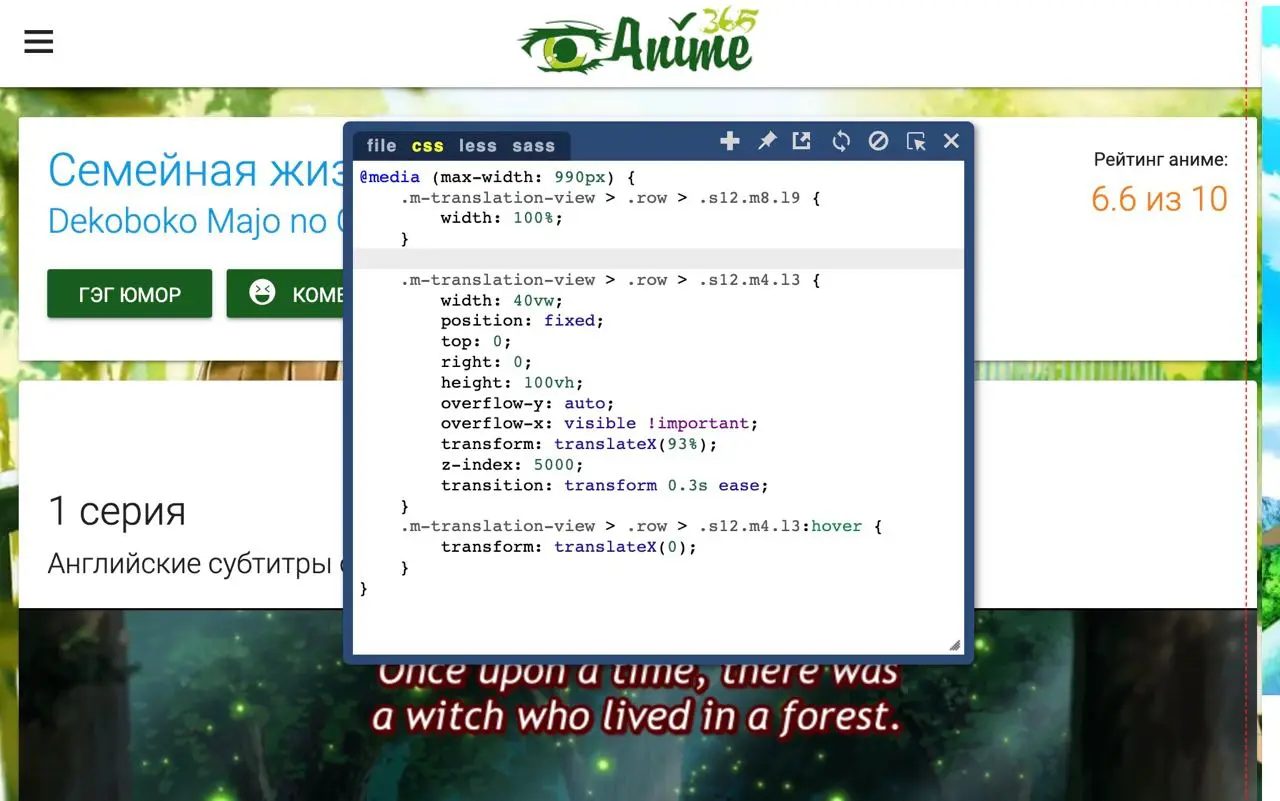 Anime 365
Семейная жиз
Dekoboko Majo no
ГЭГ ЮМОР
КОМЕ
Рейтинг аниме:
6.6 из 10
file css less sass
@media (max-width: 990px) {
.m-translation-view > .row > .s12.m8.l9 {
width: 100%;
}
.m-translation-view > .row > .s12.m4.l3 {
width: 40vw;
position: fixed;
top: 0;
right: 0;
height: 100vh;
overflow-y: auto;
overflow-x: visible !important;
transform: translateX(93%);
z-index: 5000;
transition: transform 0.3s ease;
}
.m-translation-view > .row > .s12.m4.l3:hover {
transform: translateX(0);
}
}
1 серия
Английские субтитры
Once upon a time, there was
a witch who lived in a forest.